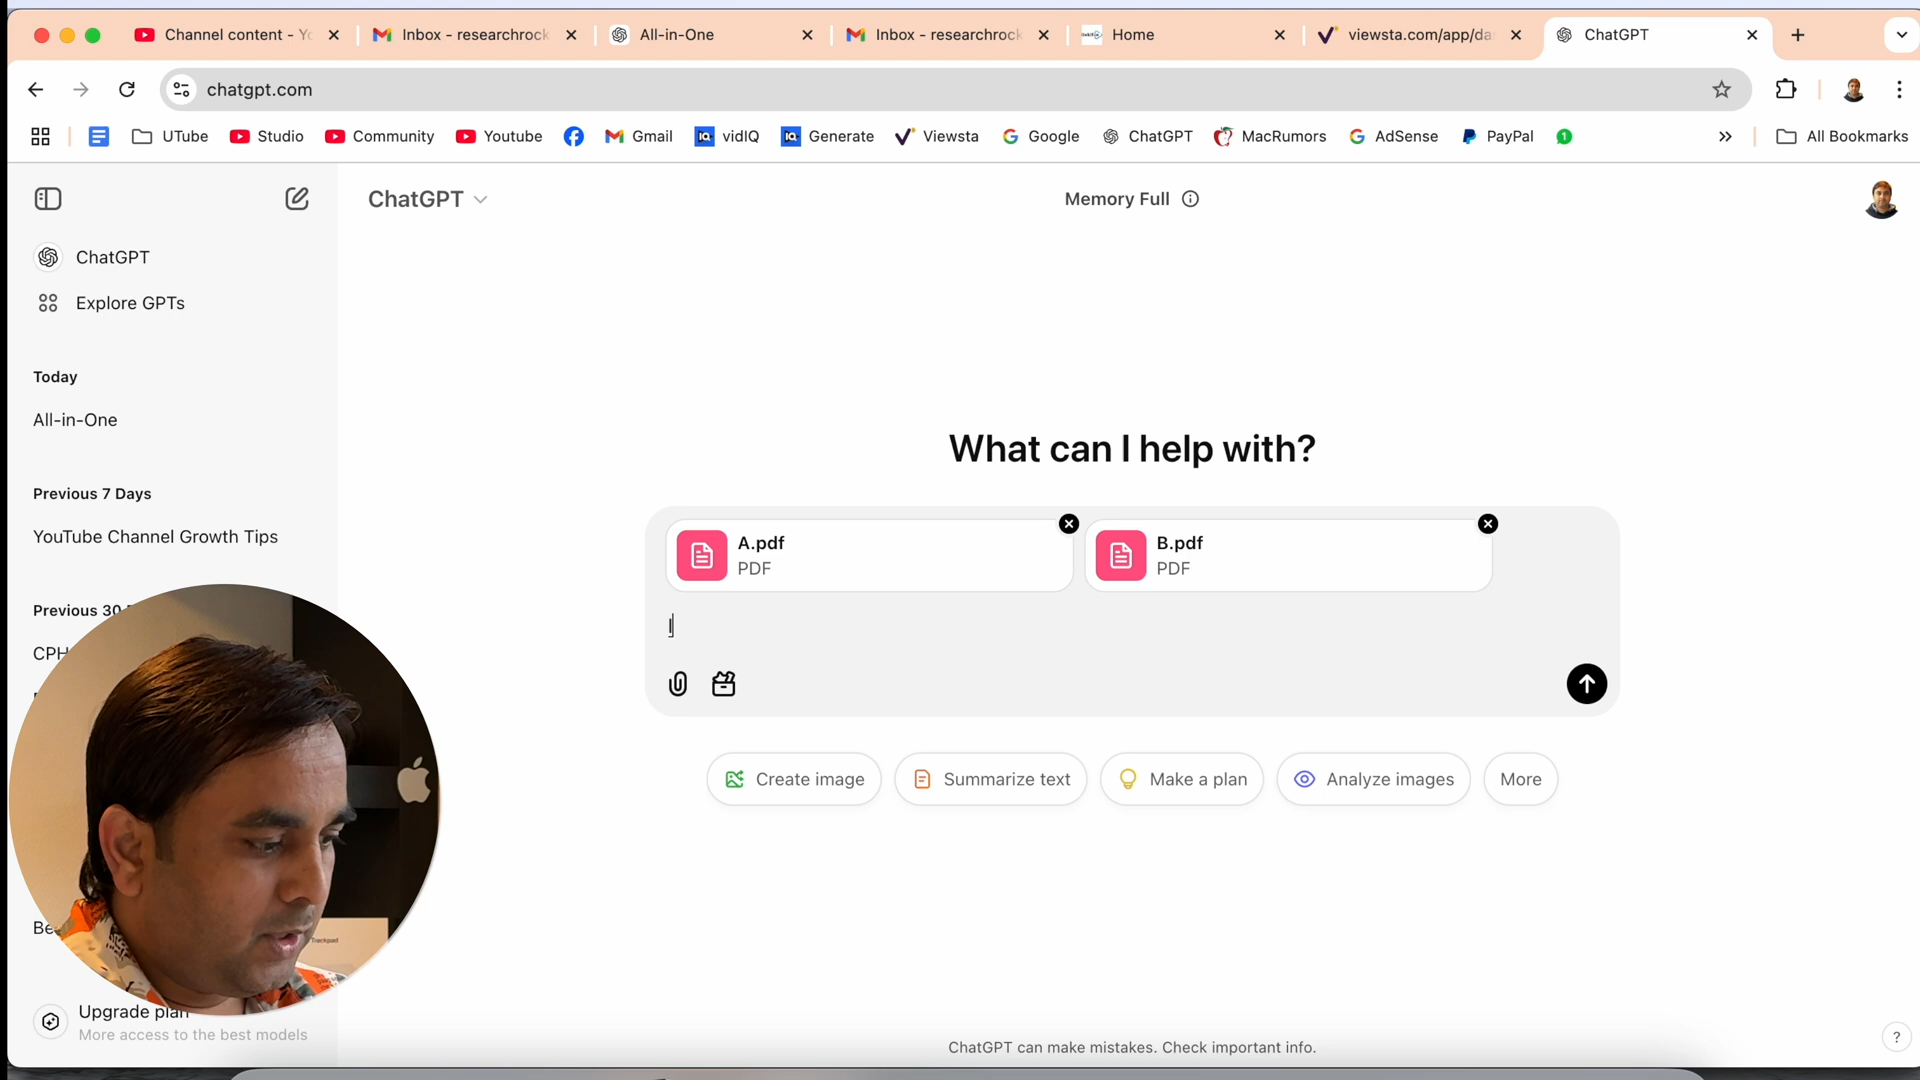 Channel content - Yo
Inbox - researchrock
All-in-One
Inbox - researchrock
Home
viewsta.com/app/da
ChatGPT
chatgpt.com
UTube
Studio
Community
Youtube
Gmail
vidIQ
Generate
Viewsta
Google
ChatGPT
MacRumors
AdSense
PayPal
1
All Bookmarks
ChatGPT
Memory Full
ChatGPT
Explore GPTs
Today
All-in-One
Previous 7 Days
YouTube Channel Growth Tips
Previous 30
CPH
Be
Upgrade plan
More access to the best models
What can I help with?
A.pdf
PDF
B.pdf
PDF
I
Create image
Summarize text
Make a plan
Analyze images
More
ChatGPT can make mistakes. Check important info.
?
Trackpad